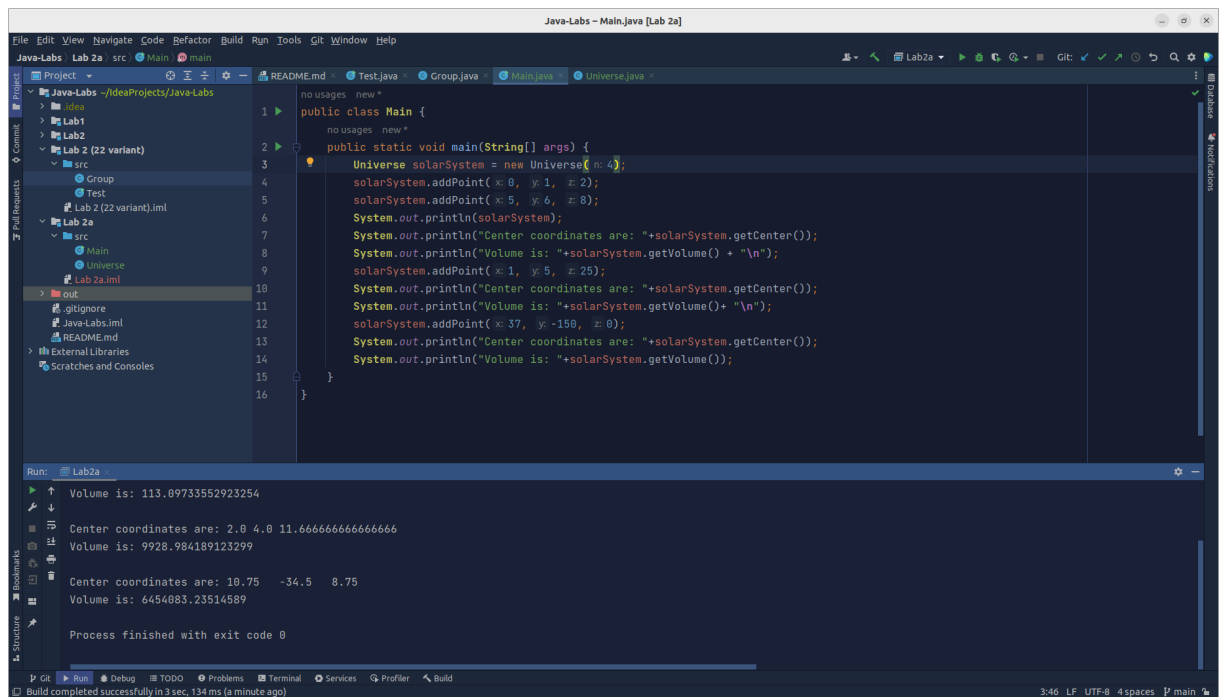 Java-Labs – Main.java [Lab 2a]
File Edit View Navigate Code Refactor Build Run Tools Git Window Help
Java-Labs Lab 2a src Main main Lab2a Git:
Project README.md Test.java Group.java Main.java Universe.java
Java-Labs ~/IdeaProjects/Java-Labs
.idea
Lab1
Lab2
Lab 2 (22 variant)
src
Group
Test
Lab 2 (22 variant).iml
Lab 2a
src
Main
Universe
Lab 2a.iml
out
.gitignore
Java-Labs.iml
README.md
External Libraries
Scratches and Consoles
no usages new *
1 public class Main {
no usages new *
2 public static void main(String[] args) {
3 Universe solarSystem = new Universe( n: 4);
4 solarSystem.addPoint( x: 0, y: 1, z: 2);
5 solarSystem.addPoint( x: 5, y: 6, z: 8);
6 System.out.println(solarSystem);
7 System.out.println("Center coordinates are: "+solarSystem.getCenter());
8 System.out.println("Volume is: "+solarSystem.getVolume() + "\n");
9 solarSystem.addPoint( x: 1, y: 5, z: 25);
10 System.out.println("Center coordinates are: "+solarSystem.getCenter());
11 System.out.println("Volume is: "+solarSystem.getVolume()+ "\n");
12 solarSystem.addPoint( x: 37, y: -150, z: 0);
13 System.out.println("Center coordinates are: "+solarSystem.getCenter());
14 System.out.println("Volume is: "+solarSystem.getVolume());
15 }
16 }
Project
Commit
Pull Requests
Bookmarks
Structure
Database
Notifications
Run: Lab2a
Volume is: 113.09733552923254
Center coordinates are: 2.0 4.0 11.666666666666666
Volume is: 9928.984189123299
Center coordinates are: 10.75 -34.5 8.75
Volume is: 6454083.23514589
Process finished with exit code 0
Git Run Debug TODO Problems Terminal Services Profiler Build
Build completed successfully in 3 sec, 134 ms (a minute ago) 3:46 LF UTF-8 4 spaces main